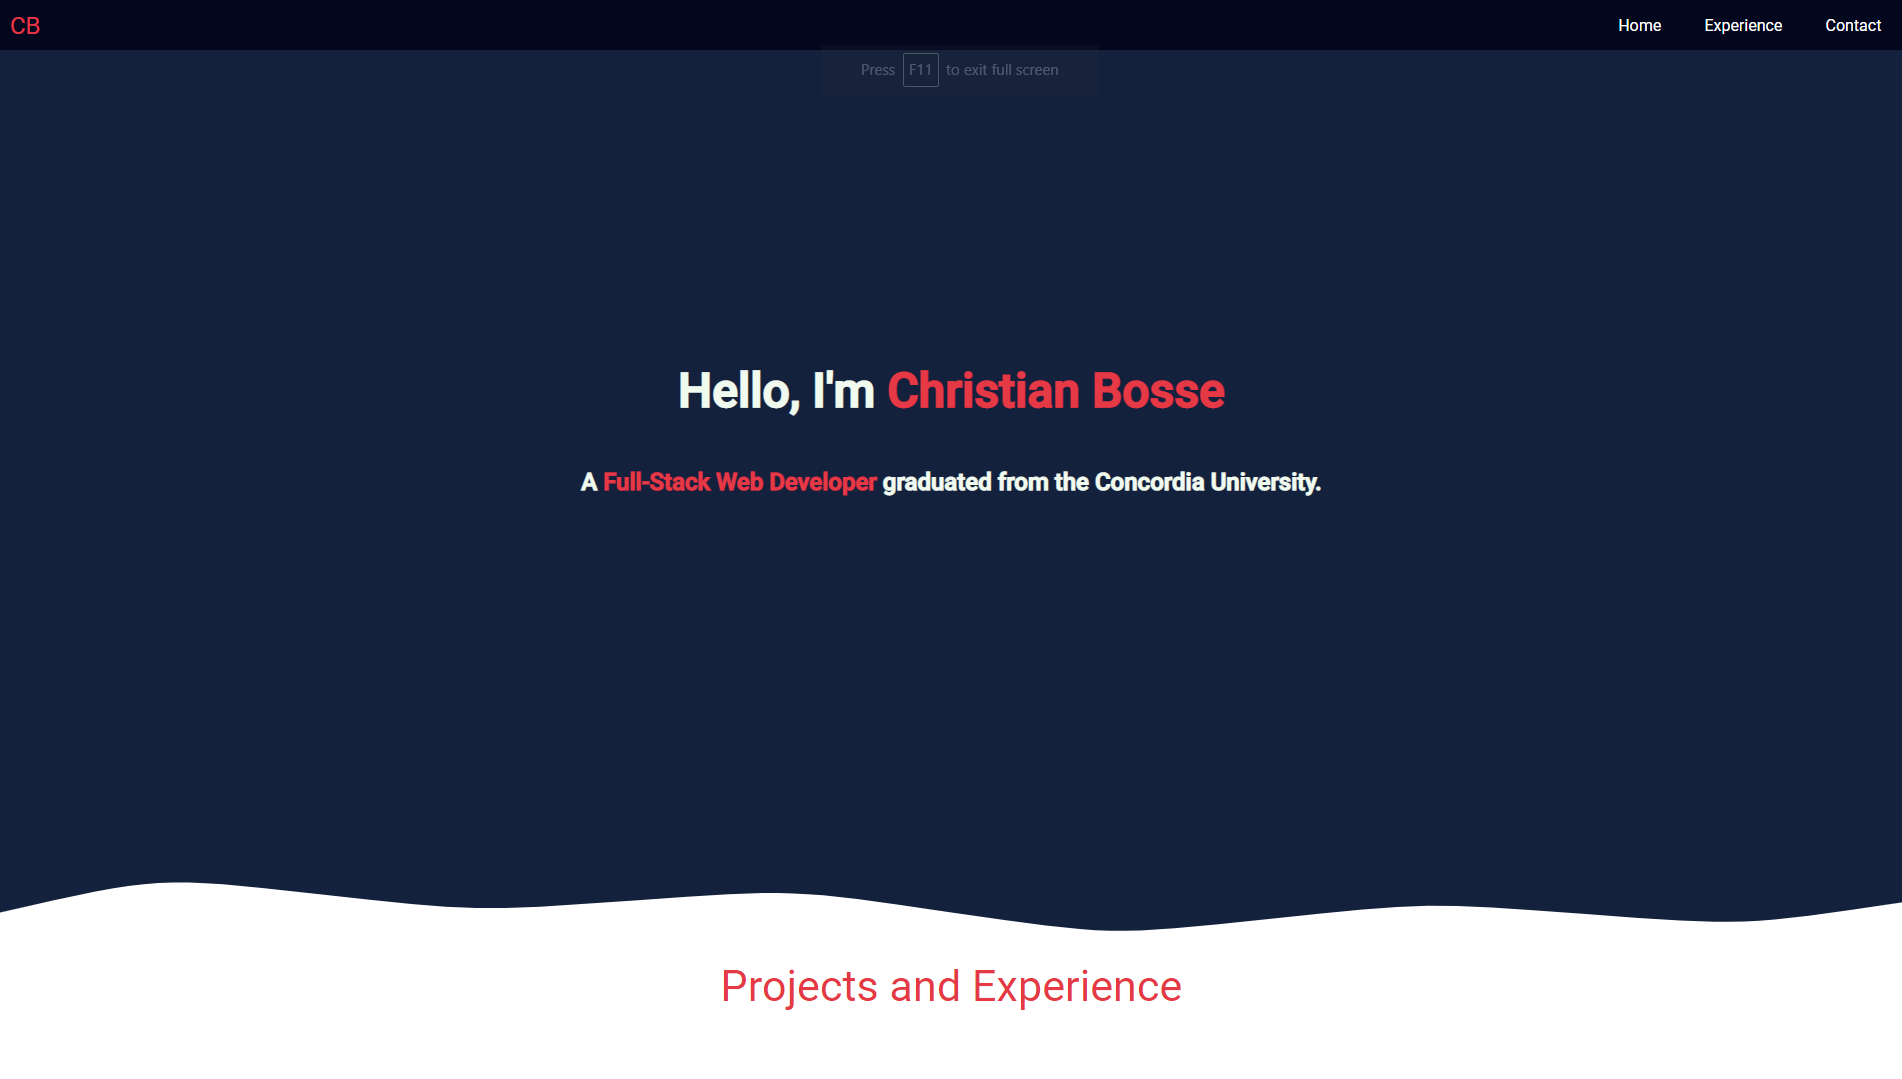 CB
Home Experience Contact
Press F11 to exit full screen
Hello, I'm Christian Bosse
A Full-Stack Web Developer graduated from the Concordia University.
Projects and Experience